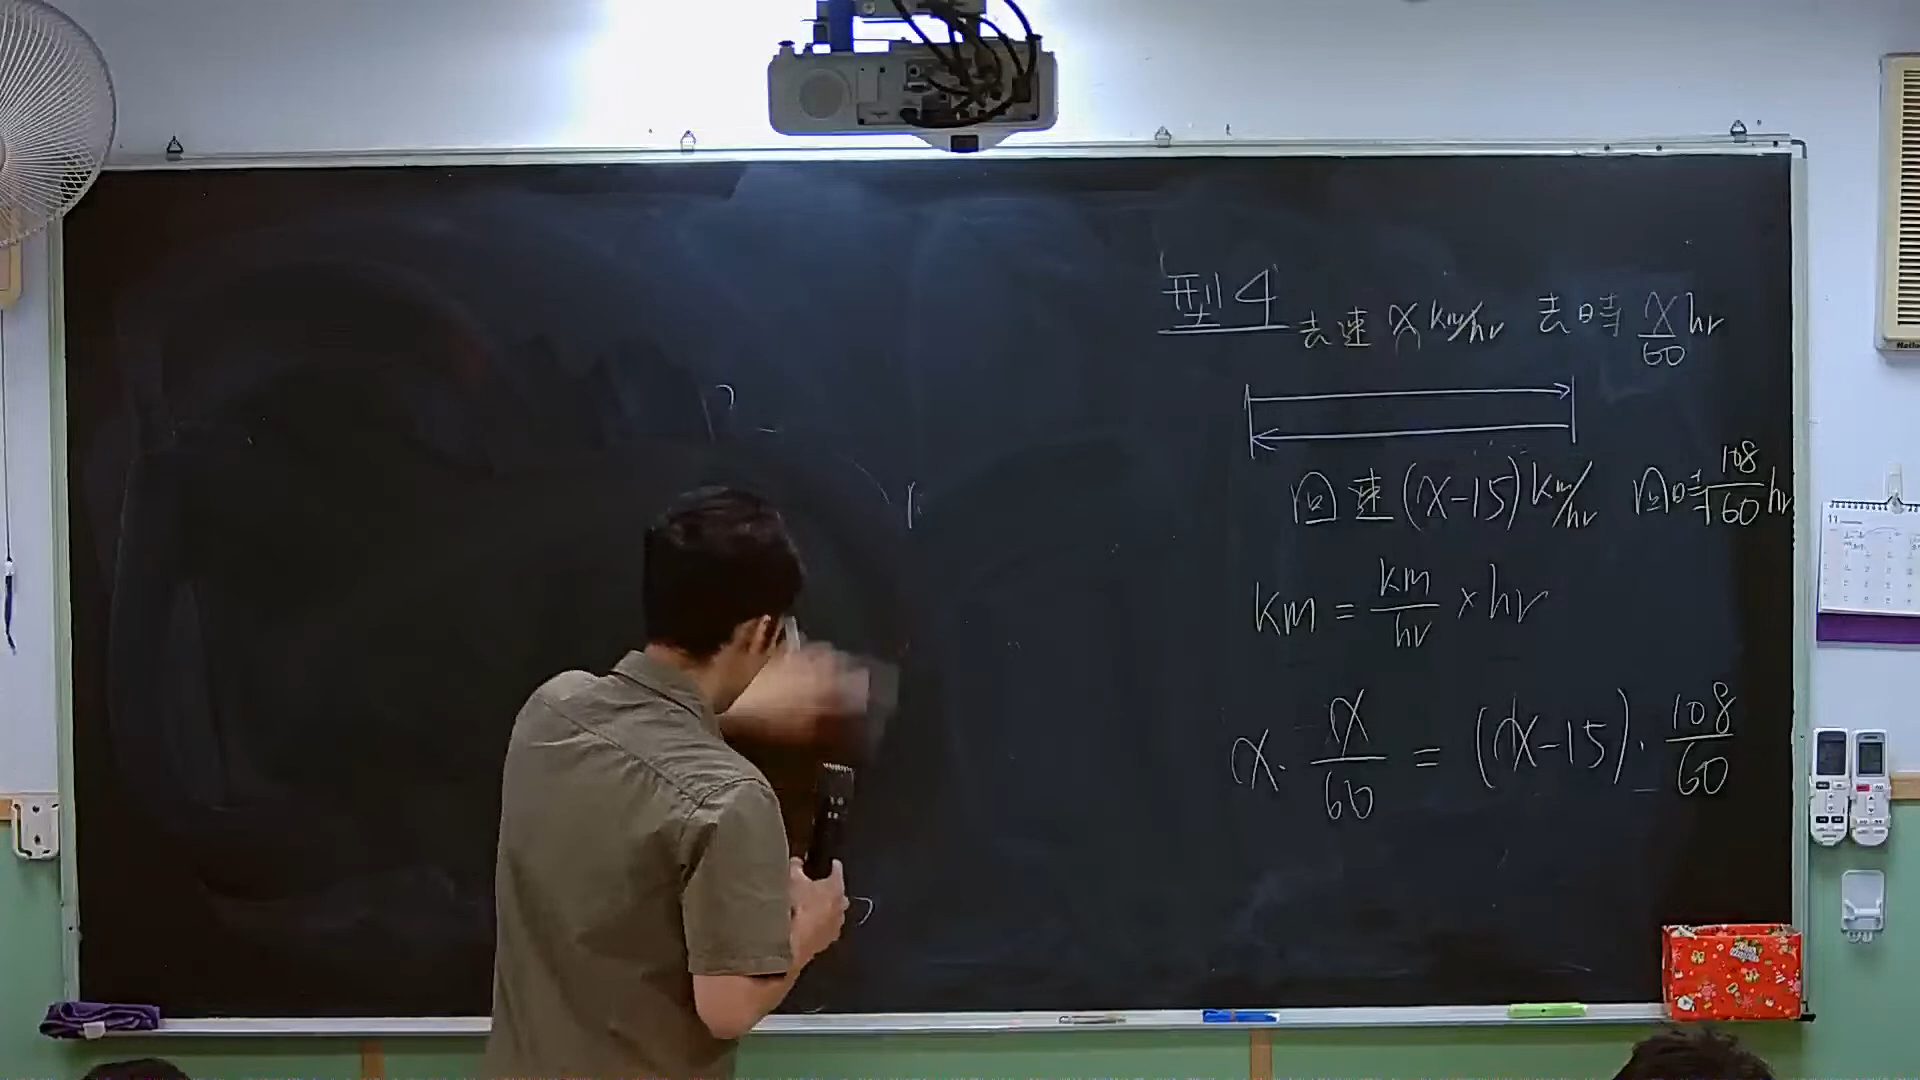 型4
去速 x km/hr 去時 x/60 hr
回速 (x-15) km/hr 回時 108/60 hr
km = km/hr × hr
x · x/60 = (x-15) · 108/60
11